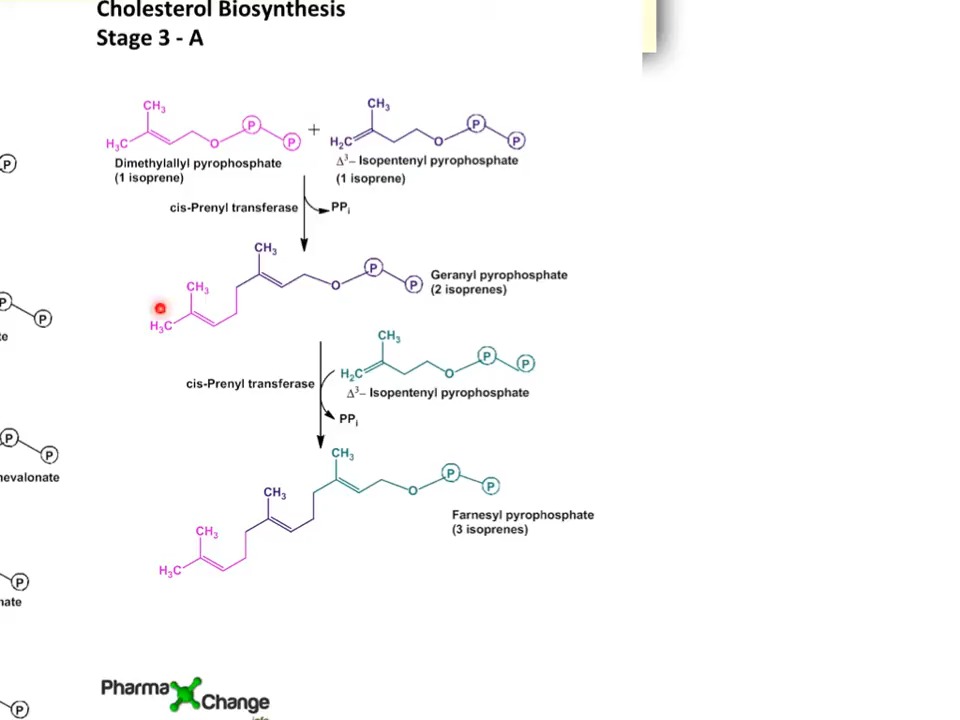 Cholesterol Biosynthesis
Stage 3 - A
CH3
CH3
H3C
O
P
P
+
H2C
O
P
P
Dimethylallyl pyrophosphate
(1 isoprene)
Δ3– Isopentenyl pyrophosphate
(1 isoprene)
P
cis-Prenyl transferase
PPi
CH3
CH3
H3C
O
P
P
Geranyl pyrophosphate
(2 isoprenes)
P
P
te
CH3
H2C
O
P
P
cis-Prenyl transferase
Δ3– Isopentenyl pyrophosphate
PPi
P
P
nevalonate
CH3
CH3
CH3
H3C
O
P
P
Farnesyl pyrophosphate
(3 isoprenes)
P
nate
Pharma Change
P